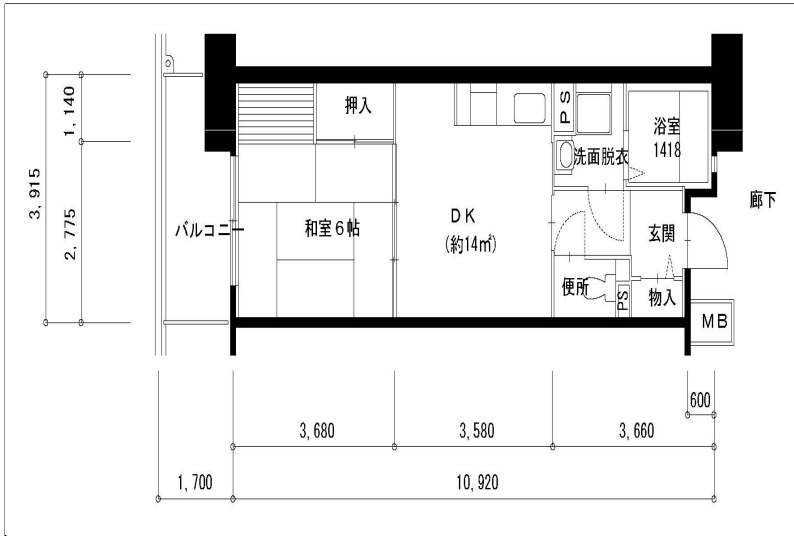 押入
PS
浴室
1418
洗面脱衣
廊下
バルコニー
和室6帖
DK
(約14㎡)
玄関
便所
PS
物入
MB
1,140
3,915
2,775
600
3,680
3,580
3,660
1,700
10,920